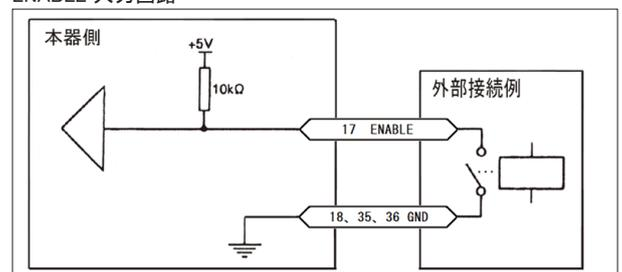 ENABLE 入力回路
本器側
+5V
10kΩ
外部接続例
17 ENABLE
18、35、36 GND